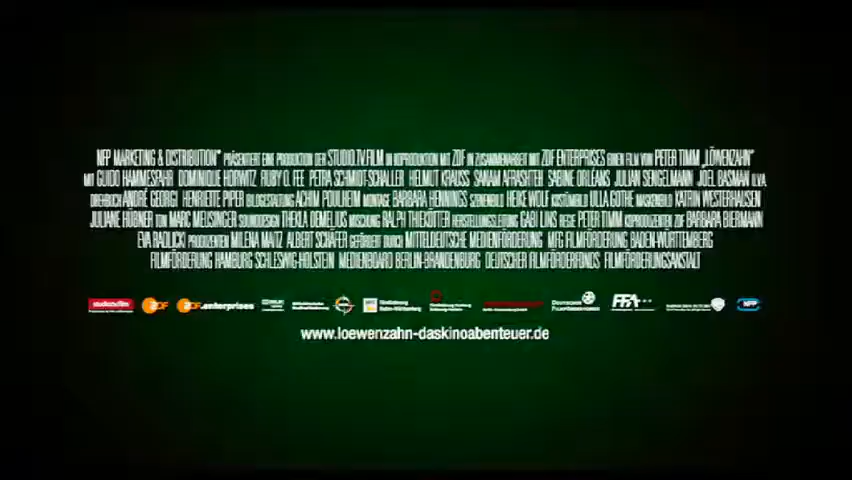 NFP MARKETING & DISTRIBUTION* PRÄSENTIERT EINE PRODUKTION DER STUDIO.TV.FILM IN KOPRODUKTION MIT ZDF IN ZUSAMMENARBEIT MIT ZDF ENTERPRISES EINEN FILM VON PETER TIMM „LÖWENZAHN“
MIT GUIDO HAMMESFAHR DOMINIQUE HORWITZ RUBY O. FEE PETRA SCHMIDT-SCHALLER HELMUT KRAUSS SANAM AFRASHTEH SABINE ORLÉANS JULIAN SENGELMANN JOEL BASMAN U.V.A.
DREHBUCH ANDRÉ GEORGI HENRIETTE PIPER BILDGESTALTUNG ACHIM POULHEIM MONTAGE BARBARA HENNINGS SZENENBILD HEIKE WOLF KOSTÜMBILD ULLA GOTHE MASKENBILD KATRIN WESTERHAUSEN
JULIANE HÜBNER TON MARC MEUSINGER SOUNDDESIGN THEKLA DEMELIUS MISCHUNG RALPH THIEKÖTTER HERSTELLUNGSLEITUNG GABI LINS REGIE PETER TIMM KOPRODUZENTEN ZDF BARBARA BIERMANN
EVA RADLICKI PRODUZENTEN MILENA MAITZ ALBERT SCHÄFER GEFÖRDERT DURCH MITTELDEUTSCHE MEDIENFÖRDERUNG MFG FILMFÖRDERUNG BADEN-WÜRTTEMBERG
FILMFÖRDERUNG HAMBURG SCHLESWIG-HOLSTEIN MEDIENBOARD BERLIN-BRANDENBURG DEUTSCHER FILMFÖRDERFONDS FILMFÖRDERUNGSANSTALT
studio.tv.film ZDF ZDF.enterprises FFA NFP
www.loewenzahn-daskinoabenteuer.de